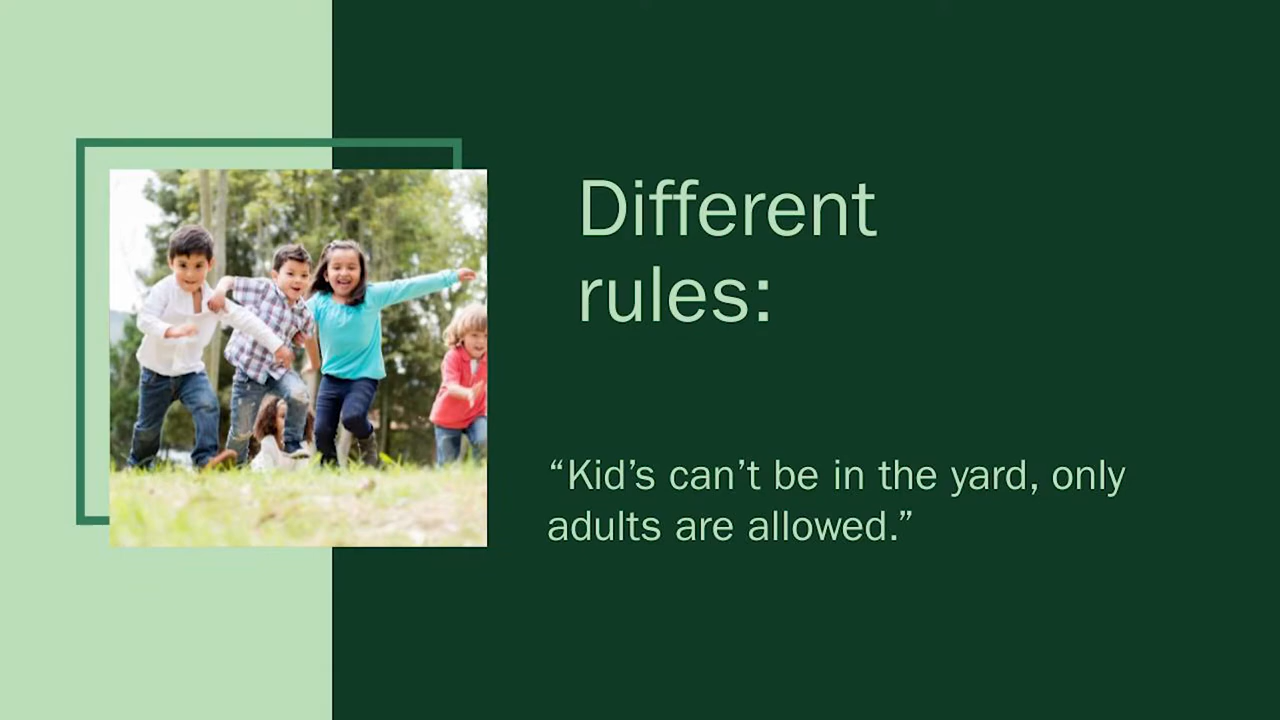 Different
rules:
“Kid’s can’t be in the yard, only
adults are allowed.”